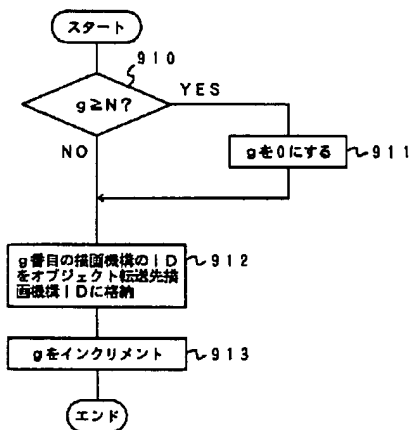 スタート
910
g≧N?
YES
NO
gを0にする
911
g番目の描画機構のID
をオブジェクト転送先描
画機構IDに格納
912
gをインクリメント
913
エンド